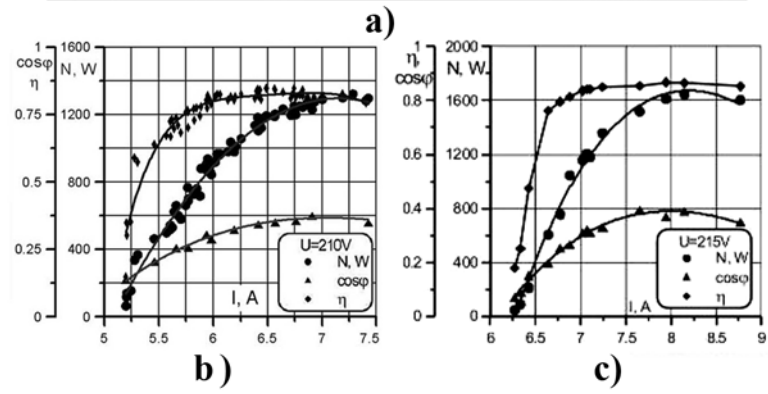 a)
1 1600 1 2000
cosφ N, W η, N, W
η cosφ
0.75 1200 0.8 1600
0.5 800 0.6 1200
0.4 800
0.25 400 0.2 400
U=210V U=215V
N, W N, W
cosφ cosφ
I, A η I, A η
0 0 0 0
5 5.5 6 6.5 7 7.5 6 6.5 7 7.5 8 8.5 9
b) c)